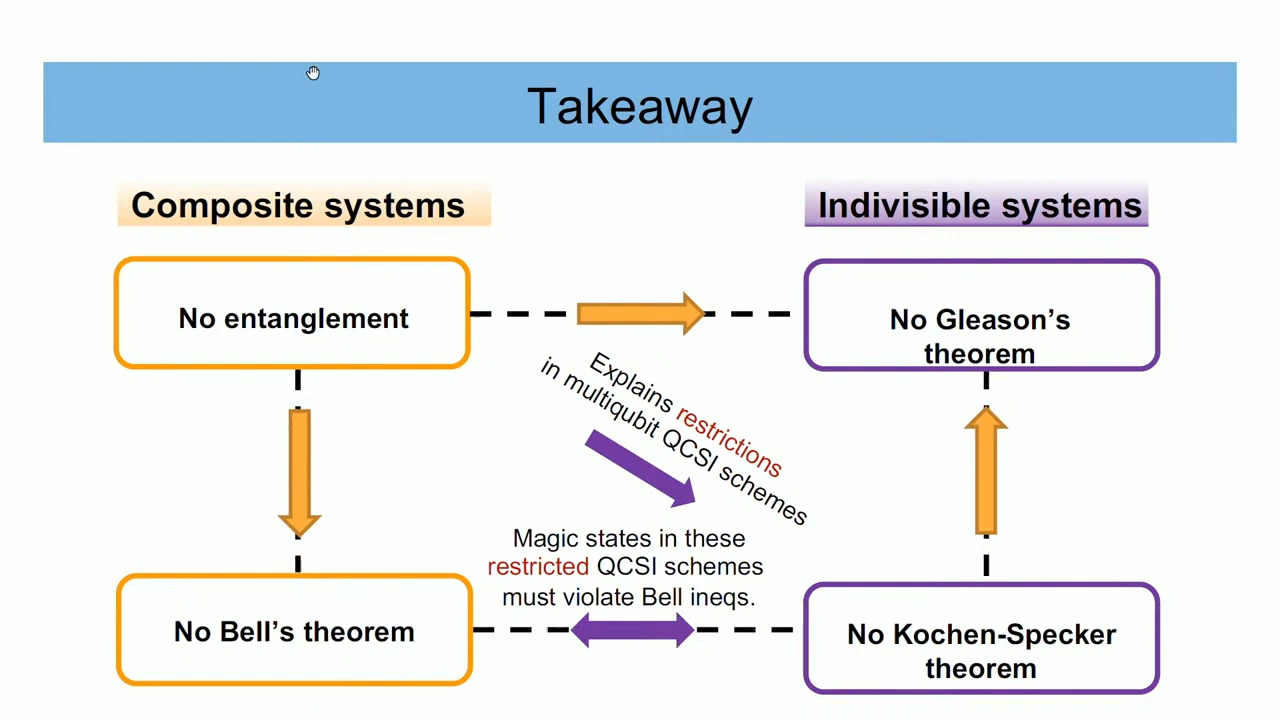 Takeaway
Composite systems
Indivisible systems
No entanglement
No Gleason’s
theorem
Explains restrictions
in multiqubit QCSI schemes
Magic states in these
restricted QCSI schemes
must violate Bell ineqs.
No Bell’s theorem
No Kochen-Specker
theorem